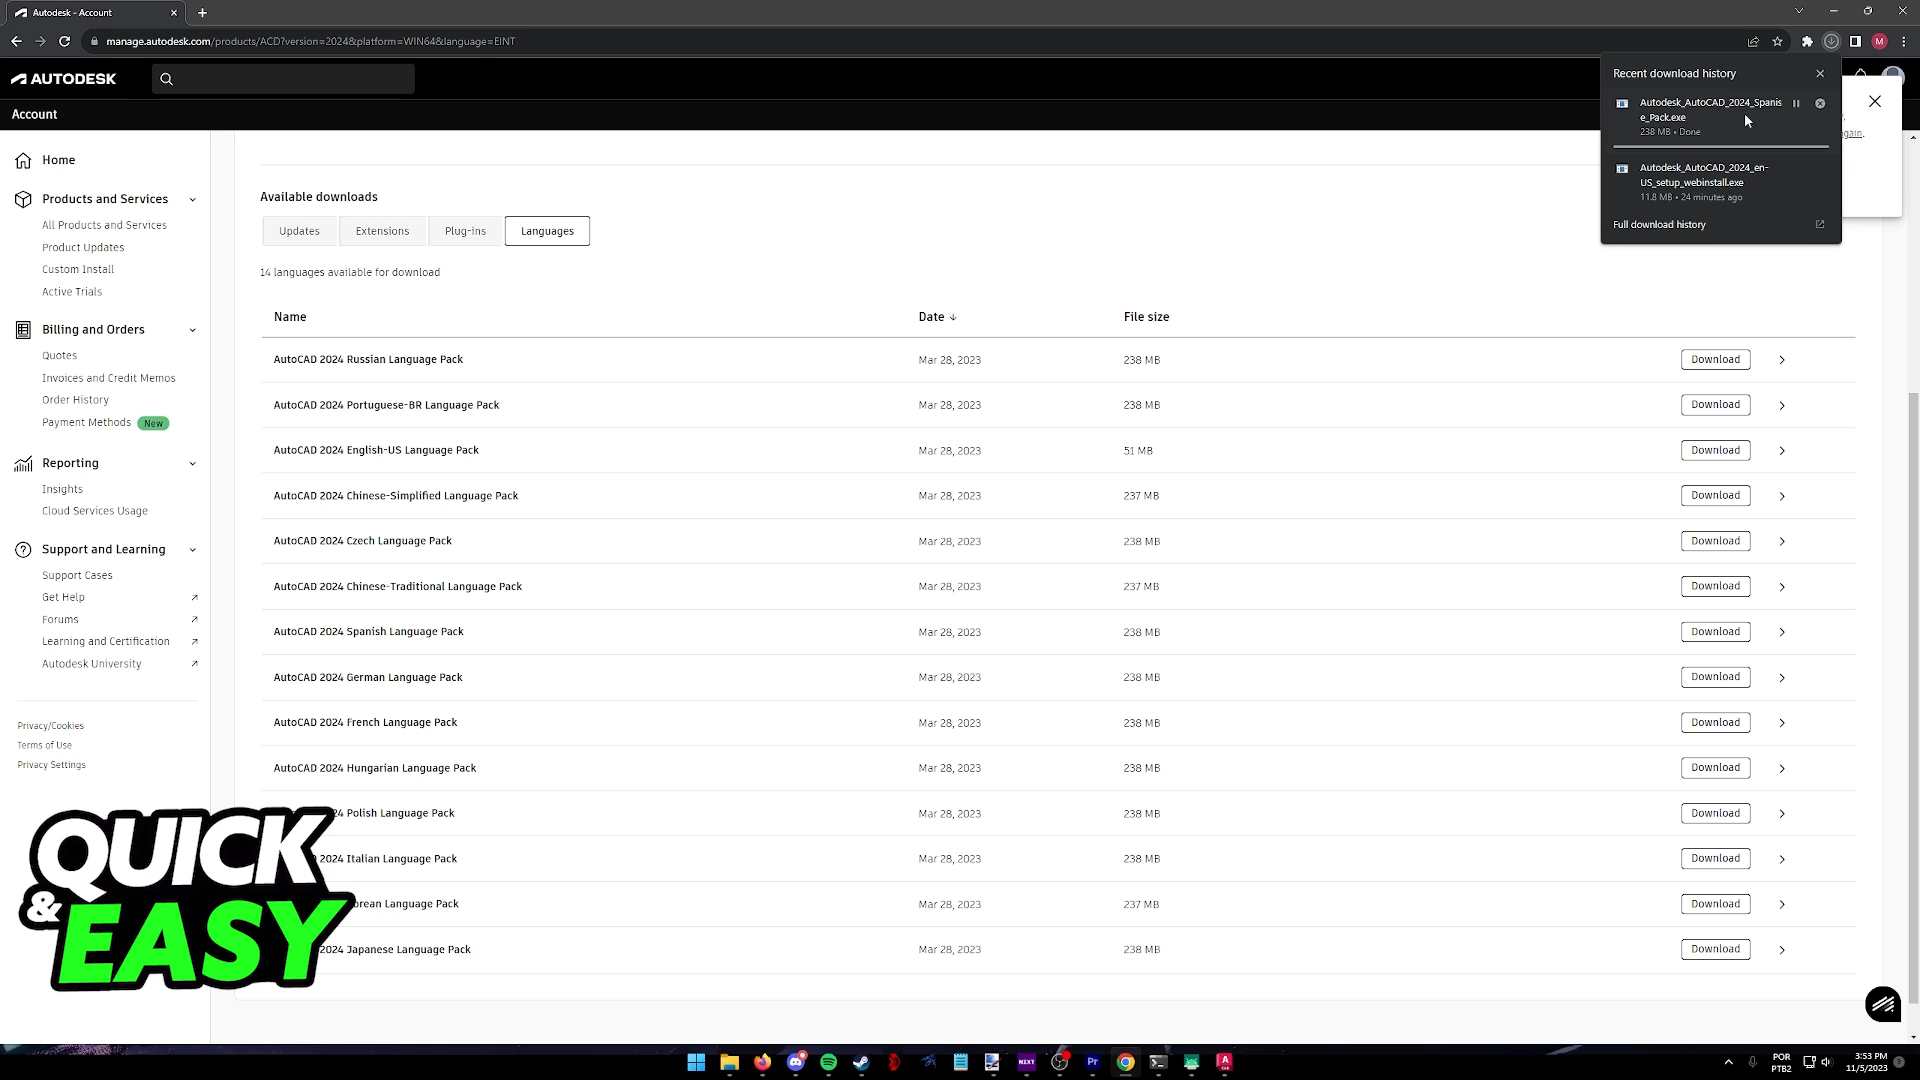 Autodesk - Account
manage.autodesk.com/products/ACD?version=2024&platform=WIN64&language=EINT
M
AUTODESK
Recent download history
Autodesk_AutoCAD_2024_Spanis
e_Pack.exe
238 MB • Done
Autodesk_AutoCAD_2024_en-
US_setup_webinstall.exe
11.8 MB • 24 minutes ago
Full download history
Account
Home
Products and Services
All Products and Services
Product Updates
Custom Install
Active Trials
Billing and Orders
Quotes
Invoices and Credit Memos
Order History
Payment Methods New
Reporting
Insights
Cloud Services Usage
Support and Learning
Support Cases
Get Help
Forums
Learning and Certification
Autodesk University
Privacy/Cookies
Terms of Use
Privacy Settings
Available downloads
Updates Extensions Plug-ins Languages
14 languages available for download
Name Date File size
AutoCAD 2024 Russian Language Pack Mar 28, 2023 238 MB Download
AutoCAD 2024 Portuguese-BR Language Pack Mar 28, 2023 238 MB Download
AutoCAD 2024 English-US Language Pack Mar 28, 2023 51 MB Download
AutoCAD 2024 Chinese-Simplified Language Pack Mar 28, 2023 237 MB Download
AutoCAD 2024 Czech Language Pack Mar 28, 2023 238 MB Download
AutoCAD 2024 Chinese-Traditional Language Pack Mar 28, 2023 237 MB Download
AutoCAD 2024 Spanish Language Pack Mar 28, 2023 238 MB Download
AutoCAD 2024 German Language Pack Mar 28, 2023 238 MB Download
AutoCAD 2024 French Language Pack Mar 28, 2023 238 MB Download
AutoCAD 2024 Hungarian Language Pack Mar 28, 2023 238 MB Download
Polish Language Pack Mar 28, 2023 238 MB Download
2024 Italian Language Pack Mar 28, 2023 238 MB Download
Language Pack Mar 28, 2023 237 MB Download
2024 Japanese Language Pack Mar 28, 2023 238 MB Download
QUICK
& EASY
NZXT
Pr
POR
PTB2
3:53 PM
11/5/2023